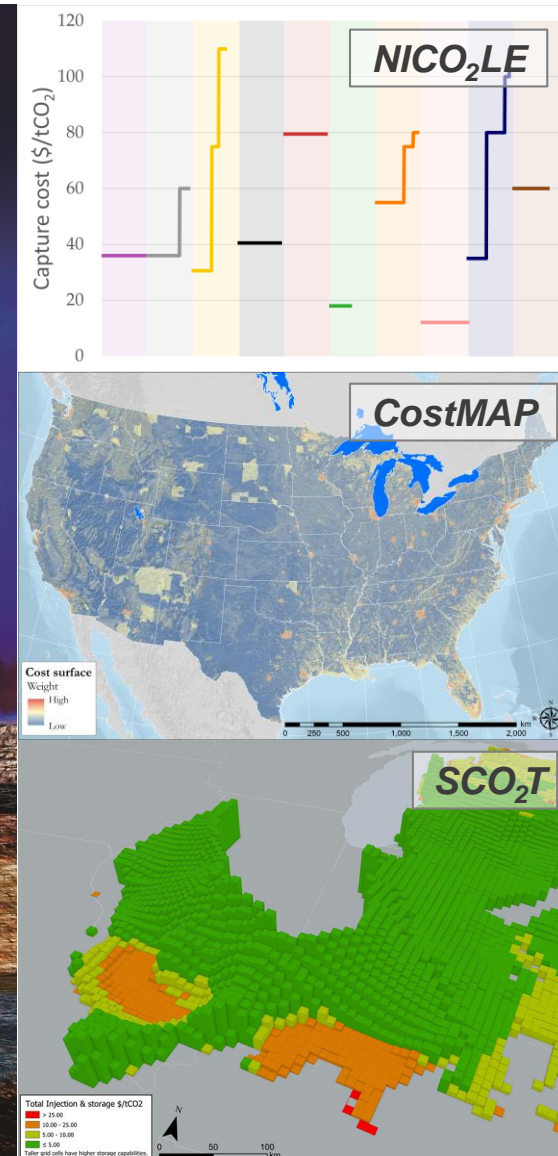 NICO₂LE
Capture cost ($/tCO₂)
120
100
80
60
40
20
0
CostMAP
Cost surface
Weight
High
Low
0 250 500 1,000 1,500 2,000
km
SCO₂T
Total Injection & storage $/tCO2
> 25.00
10.00 - 25.00
5.00 - 10.00
≤ 5.00
Taller grid cells have higher storage capabilities.
N
0 50 100
km